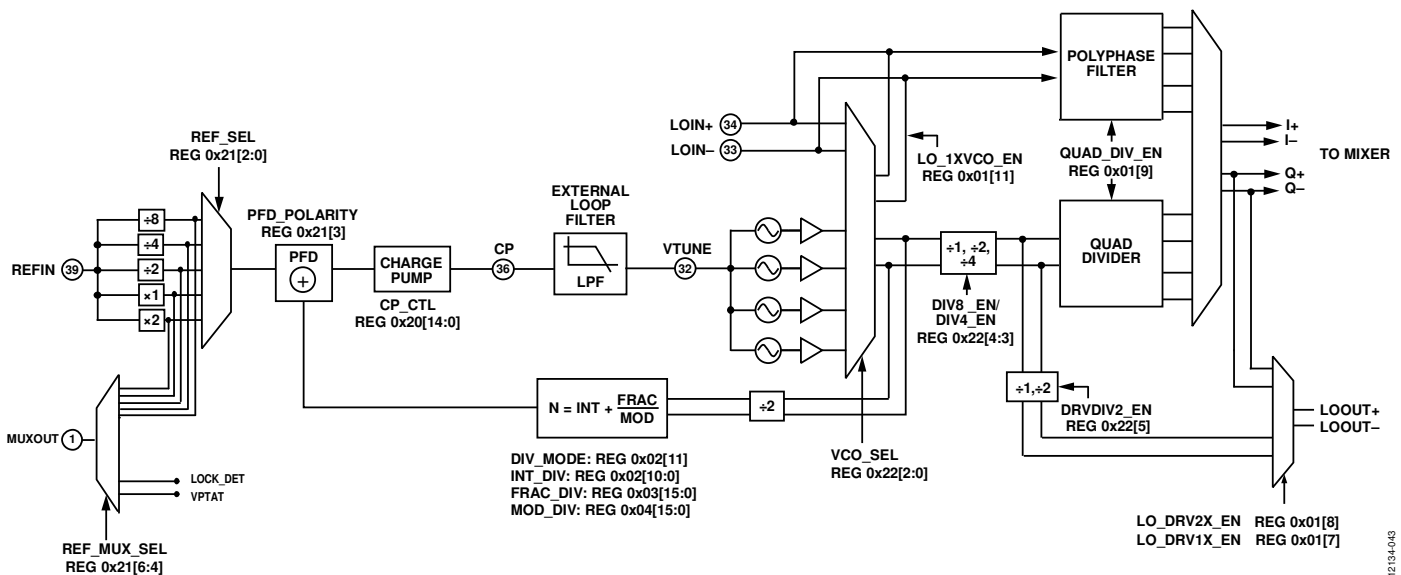 REF_SEL
REG 0x21[2:0]
÷8
÷4
÷2
×1
×2
REFIN 39
PFD_POLARITY
REG 0x21[3]
PFD
+
CHARGE
PUMP
CP_CTL
REG 0x20[14:0]
CP
36
EXTERNAL
LOOP
FILTER
LPF
VTUNE
32
LOIN+ 34
LOIN– 33
LO_1XVCO_EN
REG 0x01[11]
POLYPHASE
FILTER
QUAD_DIV_EN
REG 0x01[9]
QUAD
DIVIDER
I+
I–
Q+
Q–
TO MIXER
÷1, ÷2,
÷4
DIV8_EN/
DIV4_EN
REG 0x22[4:3]
÷1,÷2
DRVDIV2_EN
REG 0x22[5]
LOOUT+
LOOUT–
N = INT + FRAC
MOD
÷2
DIV_MODE: REG 0x02[11]
INT_DIV: REG 0x02[10:0]
FRAC_DIV: REG 0x03[15:0]
MOD_DIV: REG 0x04[15:0]
VCO_SEL
REG 0x22[2:0]
MUXOUT 1
LOCK_DET
VPTAT
REF_MUX_SEL
REG 0x21[6:4]
LO_DRV2X_EN REG 0x01[8]
LO_DRV1X_EN REG 0x01[7]
12134-043